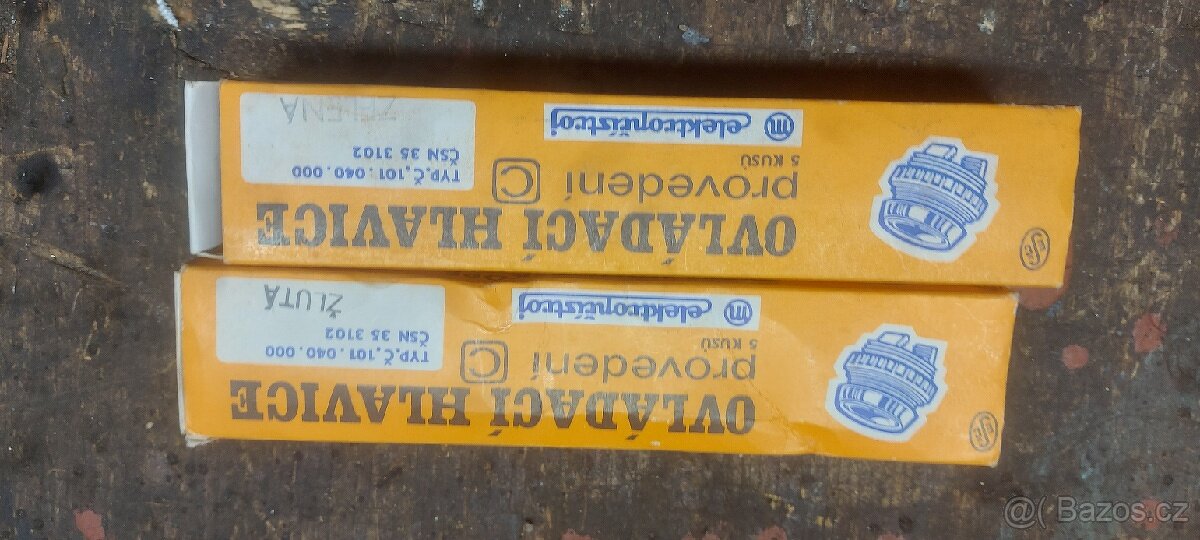 OVLÁDACÍ HLAVICE
provedení C
5 KUSŮ
elektropřístroj
TYP.Č.101.040.000
ČSN 35 3102
ŽLUTÁ
OVLÁDACÍ HLAVICE
provedení C
5 KUSŮ
elektropřístroj
TYP.Č.101.040.000
ČSN 35 3102
ZELENÁ
@( Bazos.cz